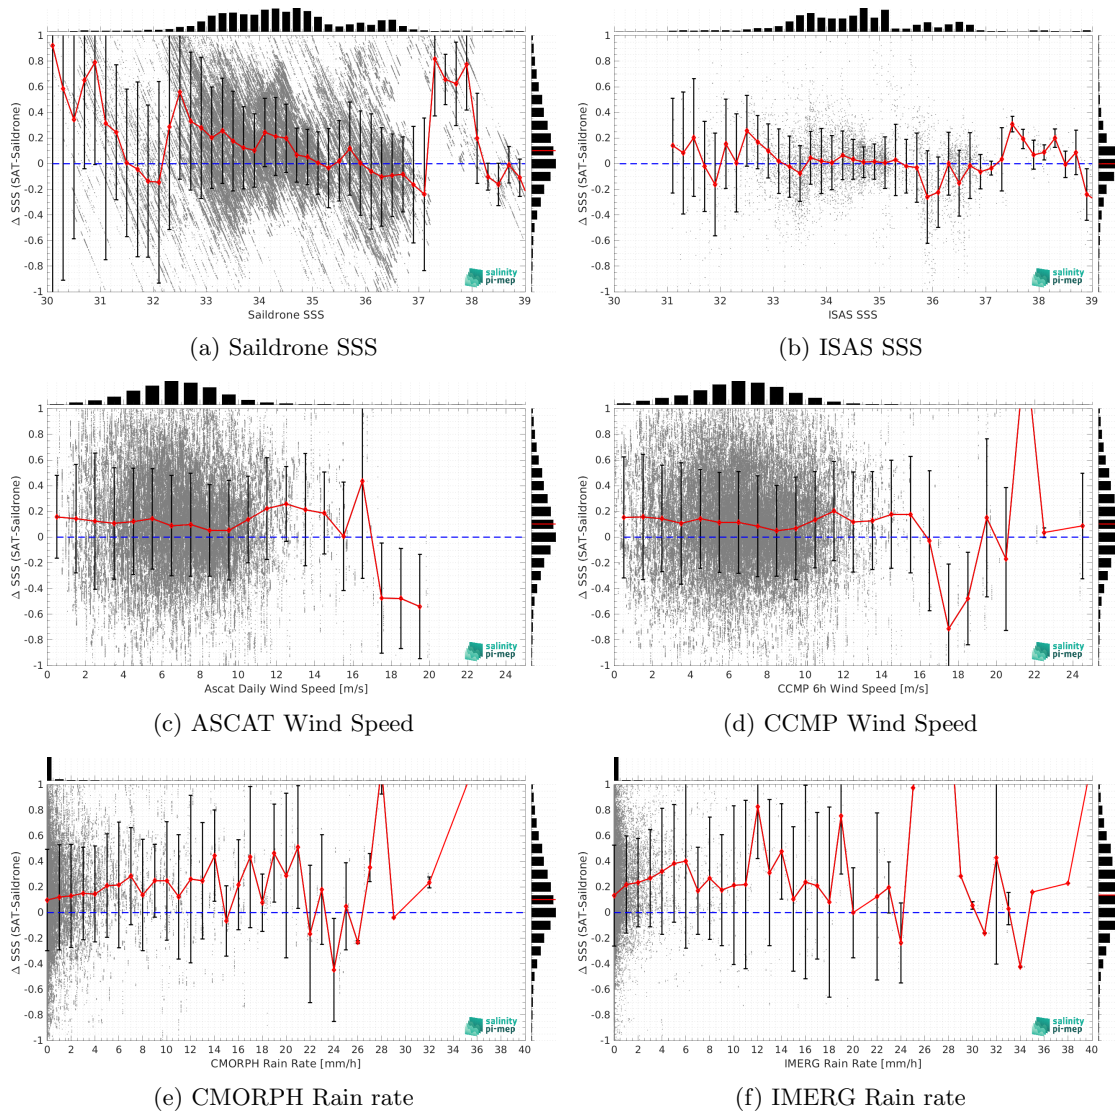 1
0.8
0.6
0.4
0.2
0
-0.2
-0.4
-0.6
-0.8
-1
Δ SSS (SAT-Saildrone)
salinity
pi-mep
30 31 32 33 34 35 36 37 38 39
Saildrone SSS
(a) Saildrone SSS
1
0.8
0.6
0.4
0.2
0
-0.2
-0.4
-0.6
-0.8
-1
Δ SSS (SAT-Saildrone)
salinity
pi-mep
30 31 32 33 34 35 36 37 38 39
ISAS SSS
(b) ISAS SSS
1
0.8
0.6
0.4
0.2
0
-0.2
-0.4
-0.6
-0.8
-1
Δ SSS (SAT-Saildrone)
salinity
pi-mep
0 2 4 6 8 10 12 14 16 18 20 22 24
Ascat Daily Wind Speed [m/s]
(c) ASCAT Wind Speed
1
0.8
0.6
0.4
0.2
0
-0.2
-0.4
-0.6
-0.8
-1
Δ SSS (SAT-Saildrone)
salinity
pi-mep
0 2 4 6 8 10 12 14 16 18 20 22 24
CCMP 6h Wind Speed [m/s]
(d) CCMP Wind Speed
1
0.8
0.6
0.4
0.2
0
-0.2
-0.4
-0.6
-0.8
-1
Δ SSS (SAT-Saildrone)
salinity
pi-mep
0 2 4 6 8 10 12 14 16 18 20 22 24 26 28 30 32 34 36 38 40
CMORPH Rain Rate [mm/h]
(e) CMORPH Rain rate
1
0.8
0.6
0.4
0.2
0
-0.2
-0.4
-0.6
-0.8
-1
Δ SSS (SAT-Saildrone)
salinity
pi-mep
0 2 4 6 8 10 12 14 16 18 20 22 24 26 28 30 32 34 36 38 40
IMERG Rain Rate [mm/h]
(f) IMERG Rain rate